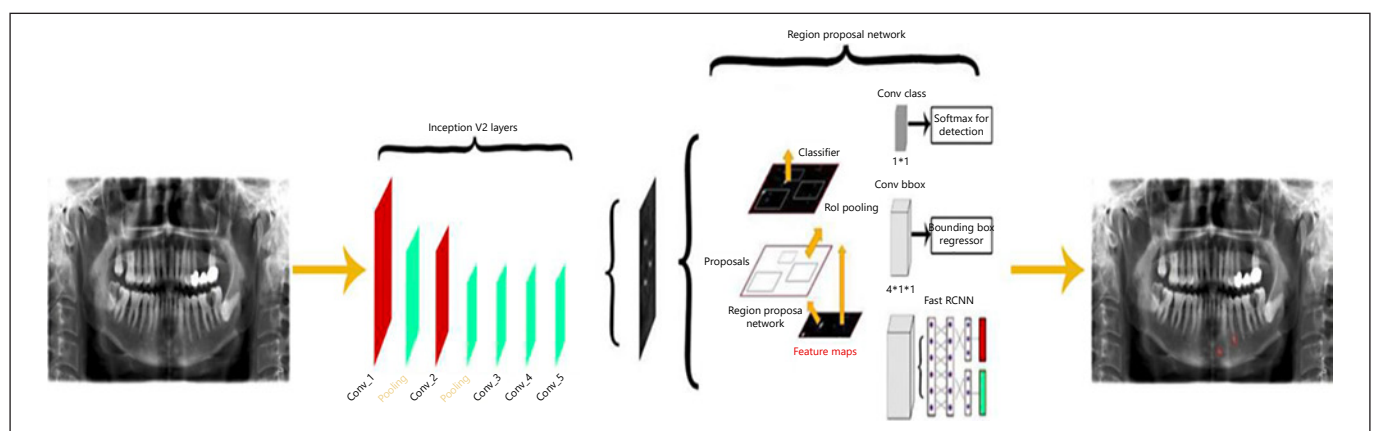 Region proposal network
Inception V2 layers
Conv_1
Pooling
Conv_2
Pooling
Conv_3
Conv_4
Conv_5
Classifier
RoI pooling
Proposals
Region proposa
network
Feature maps
Conv class
Softmax for
detection
1*1
Conv bbox
Bounding box
regressor
4*1*1
Fast RCNN